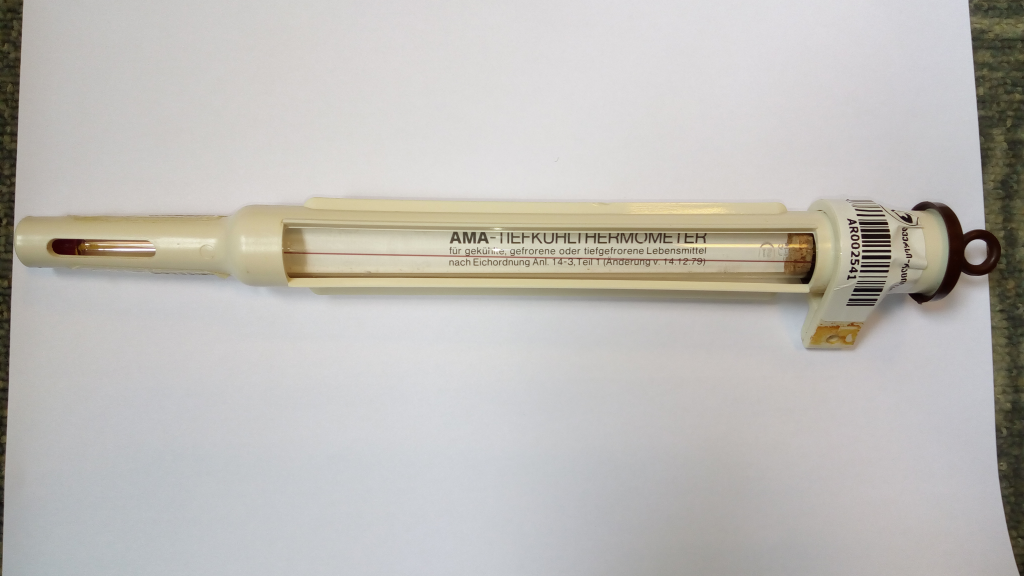 AMA-TIEFKÜHLTHERMOMETER
für gekühlte, gefrorene oder tiefgefrorene Lebensmittel
nach Eichordnung Anl. 14-3, Teil 1 (Änderung v. 14.12.79)
AR002541